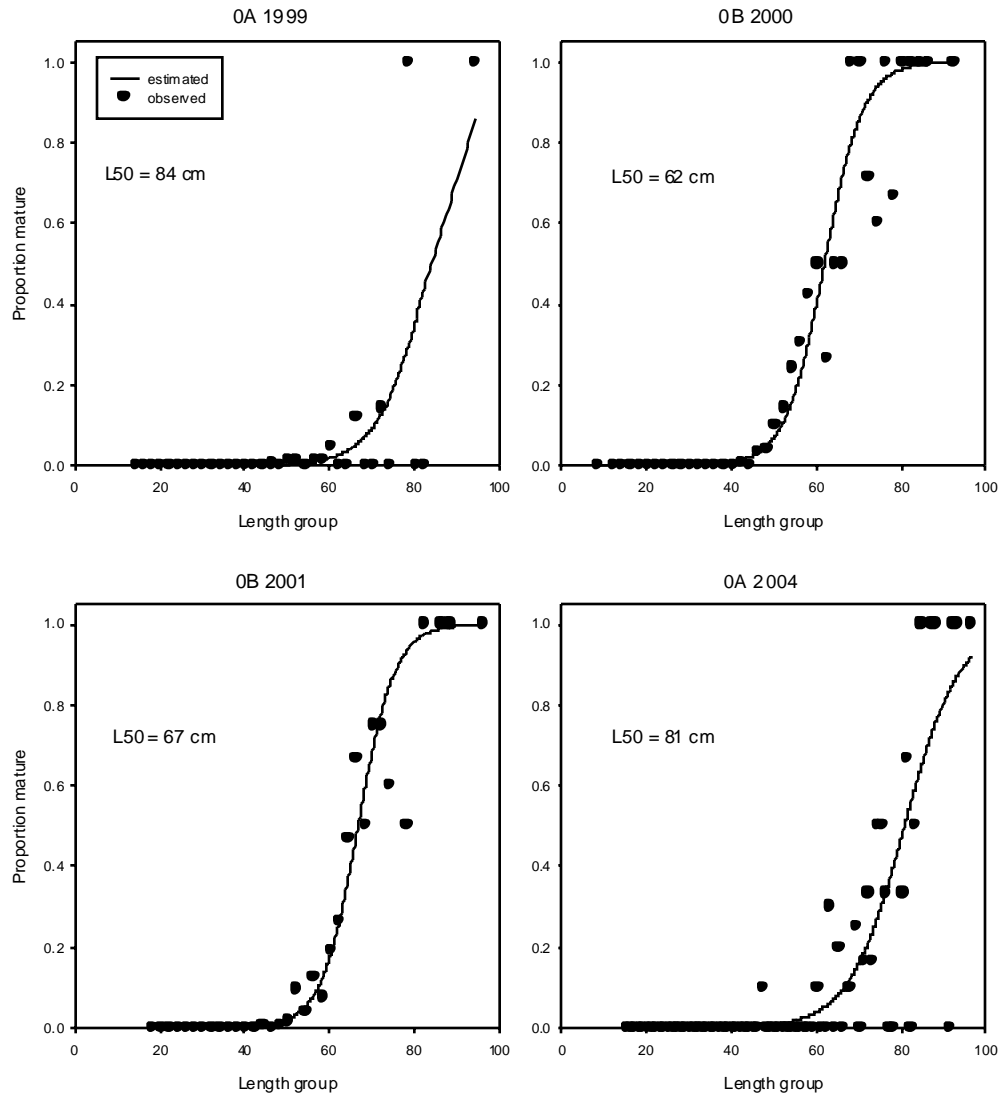 0A 1999
1.0
0.8
0.6
0.4
0.2
0.0
Proportion mature
estimated
observed
L50 = 84 cm
0 20 40 60 80 100
Length group
0B 2000
1.0
0.8
0.6
0.4
0.2
0.0
L50 = 62 cm
0 20 40 60 80 100
Length group
0B 2001
1.0
0.8
0.6
0.4
0.2
0.0
Proportion mature
L50 = 67 cm
0 20 40 60 80 100
Length group
0A 2004
1.0
0.8
0.6
0.4
0.2
0.0
L50 = 81 cm
0 20 40 60 80 100
Length group